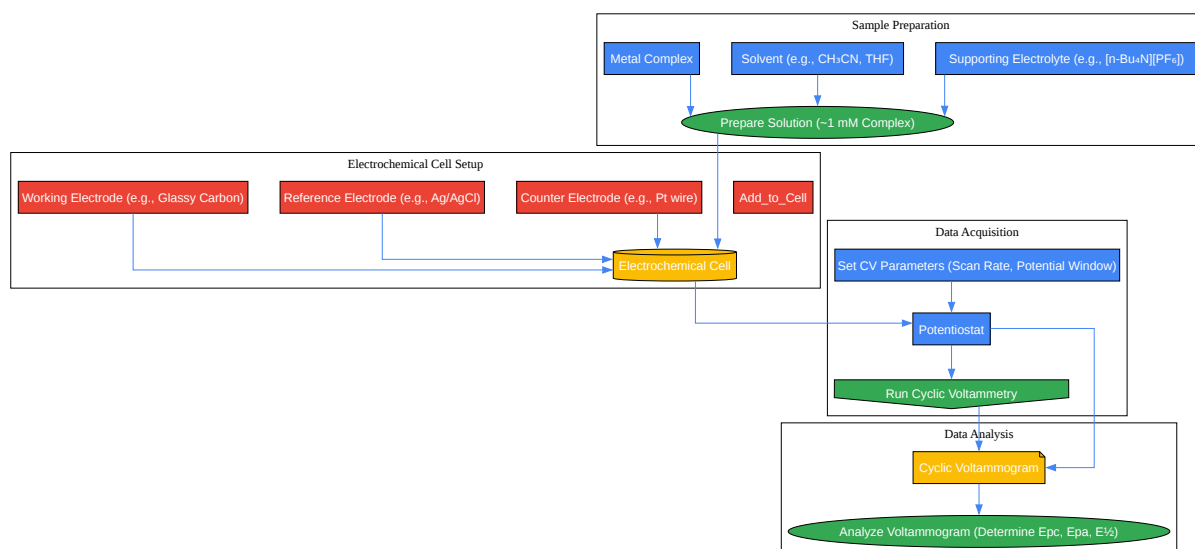 Sample Preparation
Metal Complex
Solvent (e.g., CH₃CN, THF)
Supporting Electrolyte (e.g., [n-Bu₄N][PF₆])
Prepare Solution (~1 mM Complex)
Electrochemical Cell Setup
Working Electrode (e.g., Glassy Carbon)
Reference Electrode (e.g., Ag/AgCl)
Counter Electrode (e.g., Pt wire)
Add_to_Cell
Electrochemical Cell
Data Acquisition
Set CV Parameters (Scan Rate, Potential Window)
Potentiostat
Run Cyclic Voltammetry
Data Analysis
Cyclic Voltammogram
Analyze Voltammogram (Determine Epc, Epa, E½)